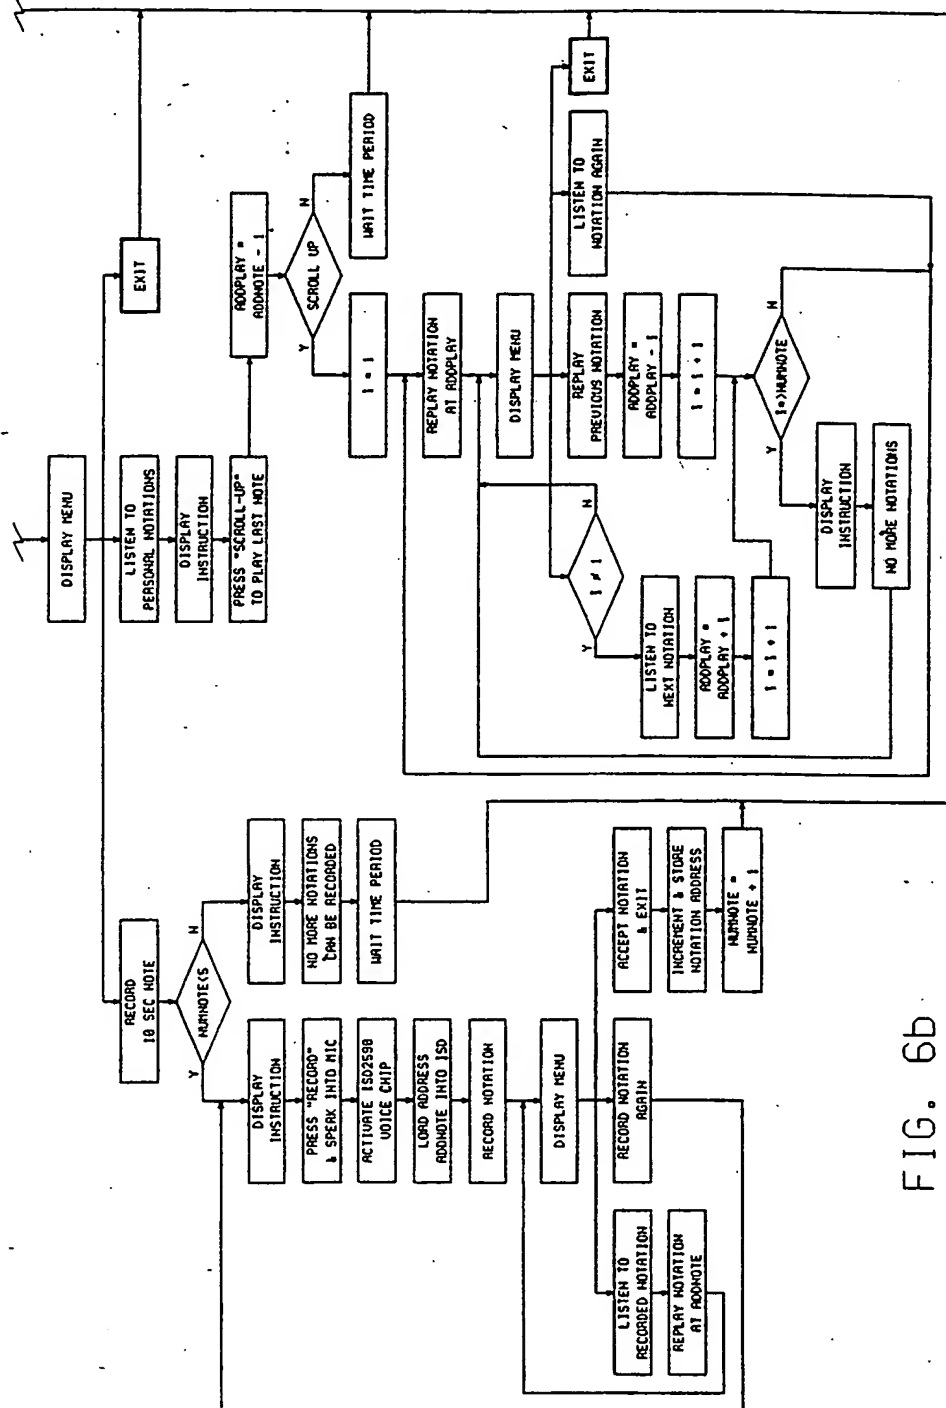 DISPLAY MENU
RECORD
10 SEC NOTE
NUMNOTE<5
Y
N
DISPLAY
INSTRUCTION
PRESS "RECORD"
& SPEAK INTO MIC
ACTIVATE ISD2590
VOICE CHIP
LOAD ADDRESS
ADDNOTE INTO ISD
RECORD NOTATION
DISPLAY MENU
LISTEN TO
RECORDED NOTATION
REPLAY NOTATION
AT ADDNOTE
RECORD NOTATION
AGAIN
ACCEPT NOTATION
& EXIT
INCREMENT & STORE
NOTATION ADDRESS
NUMNOTE =
NUMNOTE + 1
DISPLAY
INSTRUCTION
NO MORE NOTATIONS
CAN BE RECORDED
WAIT TIME PERIOD
LISTEN TO
PERSONAL NOTATIONS
DISPLAY
INSTRUCTION
PRESS "SCROLL-UP"
TO PLAY LAST NOTE
ADDPLAY =
ADDNOTE - 1
SCROLL UP
Y
N
WAIT TIME PERIOD
I = 1
REPLAY NOTATION
AT ADDPLAY
DISPLAY MENU
I ≠ 1
Y
N
LISTEN TO
NEXT NOTATION
ADDPLAY =
ADDPLAY + 1
I = I + 1
REPLAY
PREVIOUS NOTATION
ADDPLAY =
ADDPLAY - 1
I = I + 1
I=>NUMNOTE
Y
N
DISPLAY
INSTRUCTION
NO MORE NOTATIONS
LISTEN TO
NOTATION AGAIN
EXIT
EXIT
FIG. 6b